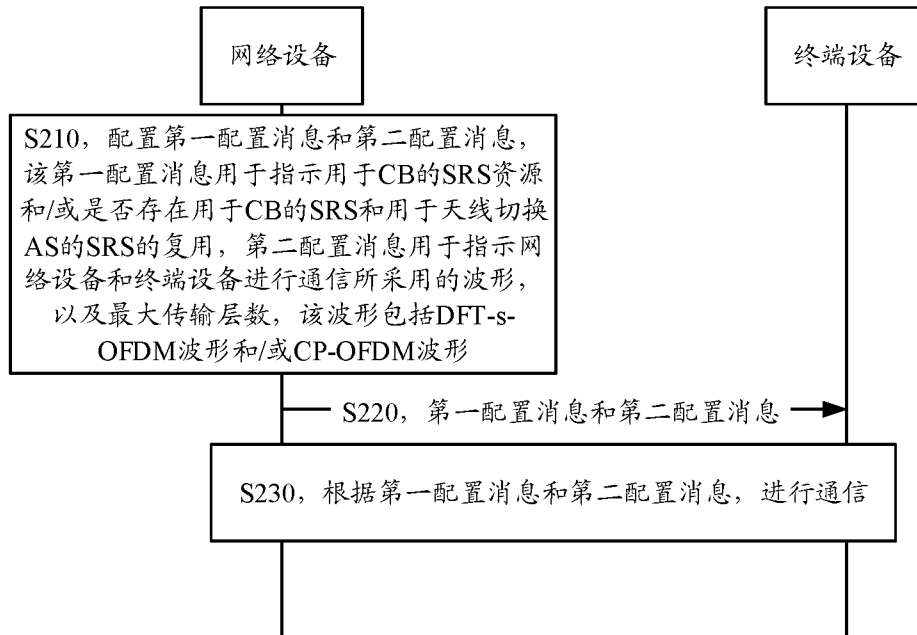 网络设备
终端设备
S210，配置第一配置消息和第二配置消息，
该第一配置消息用于指示用于CB的SRS资源
和/或是否存在用于CB的SRS和用于天线切换
AS的SRS的复用，第二配置消息用于指示网
络设备和终端设备进行通信所采用的波形，
以及最大传输层数，该波形包括DFT-s-
OFDM波形和/或CP-OFDM波形
S220，第一配置消息和第二配置消息
S230，根据第一配置消息和第二配置消息，进行通信